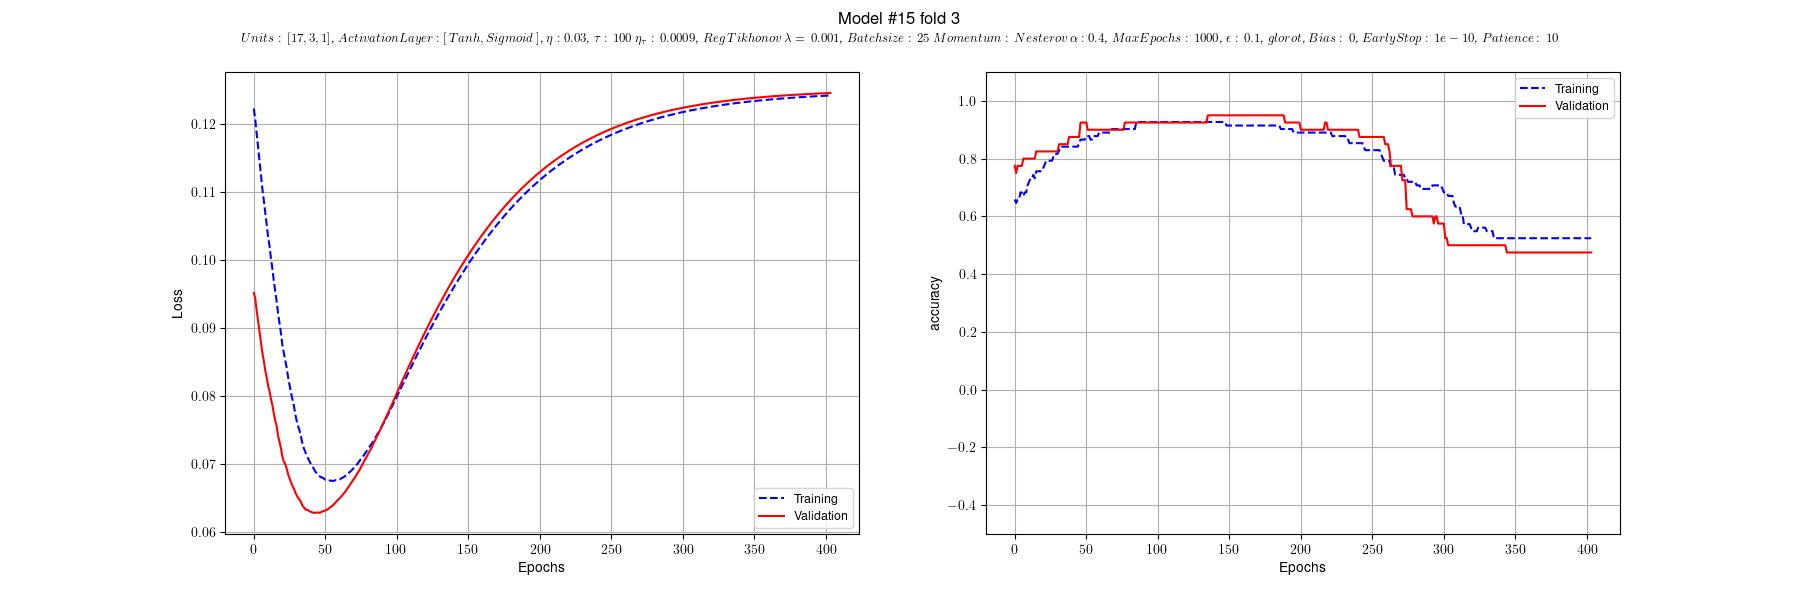 Model #15 fold 3
Units : [17, 3, 1], ActivationLayer : [ Tanh, Sigmoid ], η : 0.03, τ : 100 ητ : 0.0009, RegTikhonov λ = 0.001, Batchsize : 25 Momentum : Nesterov α : 0.4, MaxEpochs : 1000, ϵ : 0.1, glorot, Bias : 0, EarlyStop : 1e − 10, Patience : 10
Loss
0.12
0.11
0.10
0.09
0.08
0.07
0.06
Training
Validation
0 50 100 150 200 250 300 350 400
Epochs
accuracy
1.0
0.8
0.6
0.4
0.2
0.0
−0.2
−0.4
Training
Validation
0 50 100 150 200 250 300 350 400
Epochs